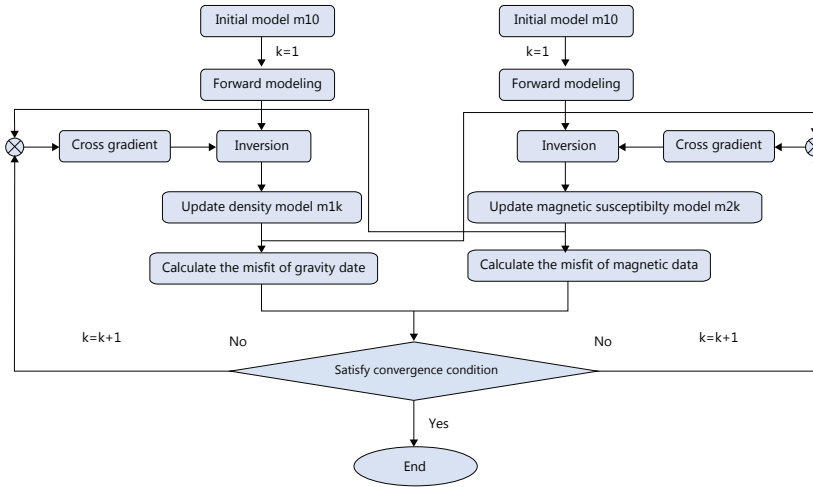 Initial model m10
Initial model m10
k=1
k=1
Forward modeling
Forward modeling
Cross gradient
Inversion
Inversion
Cross gradient
Update density model m1k
Update magnetic susceptibilty model m2k
Calculate the misfit of gravity date
Calculate the misfit of magnetic data
k=k+1
No
No
k=k+1
Satisfy convergence condition
Yes
End